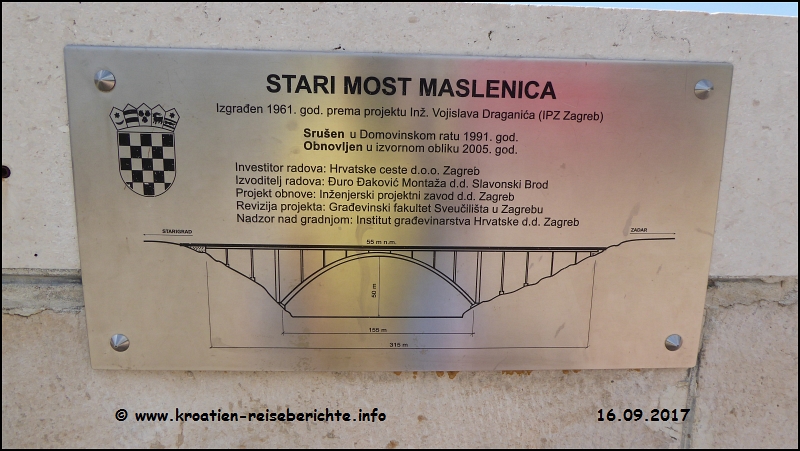 STARI MOST MASLENICA
Izgrađen 1961. god. prema projektu Inž. Vojislava Draganića (IPZ Zagreb)
Srušen u Domovinskom ratu 1991. god.
Obnovljen u izvornom obliku 2005. god.
Investitor radova: Hrvatske ceste d.o.o. Zagreb
Izvoditelj radova: Đuro Đaković Montaža d.d. Slavonski Brod
Projekt obnove: Inženjerski projektni zavod d.d. Zagreb
Revizija projekta: Građevinski fakultet Sveučilišta u Zagrebu
Nadzor nad gradnjom: Institut građevinarstva Hrvatske d.d. Zagreb
STARIGRAD
ZADAR
55 m n.m.
50 m
155 m
315 m
© www.kroatien-reiseberichte.info
16.09.2017